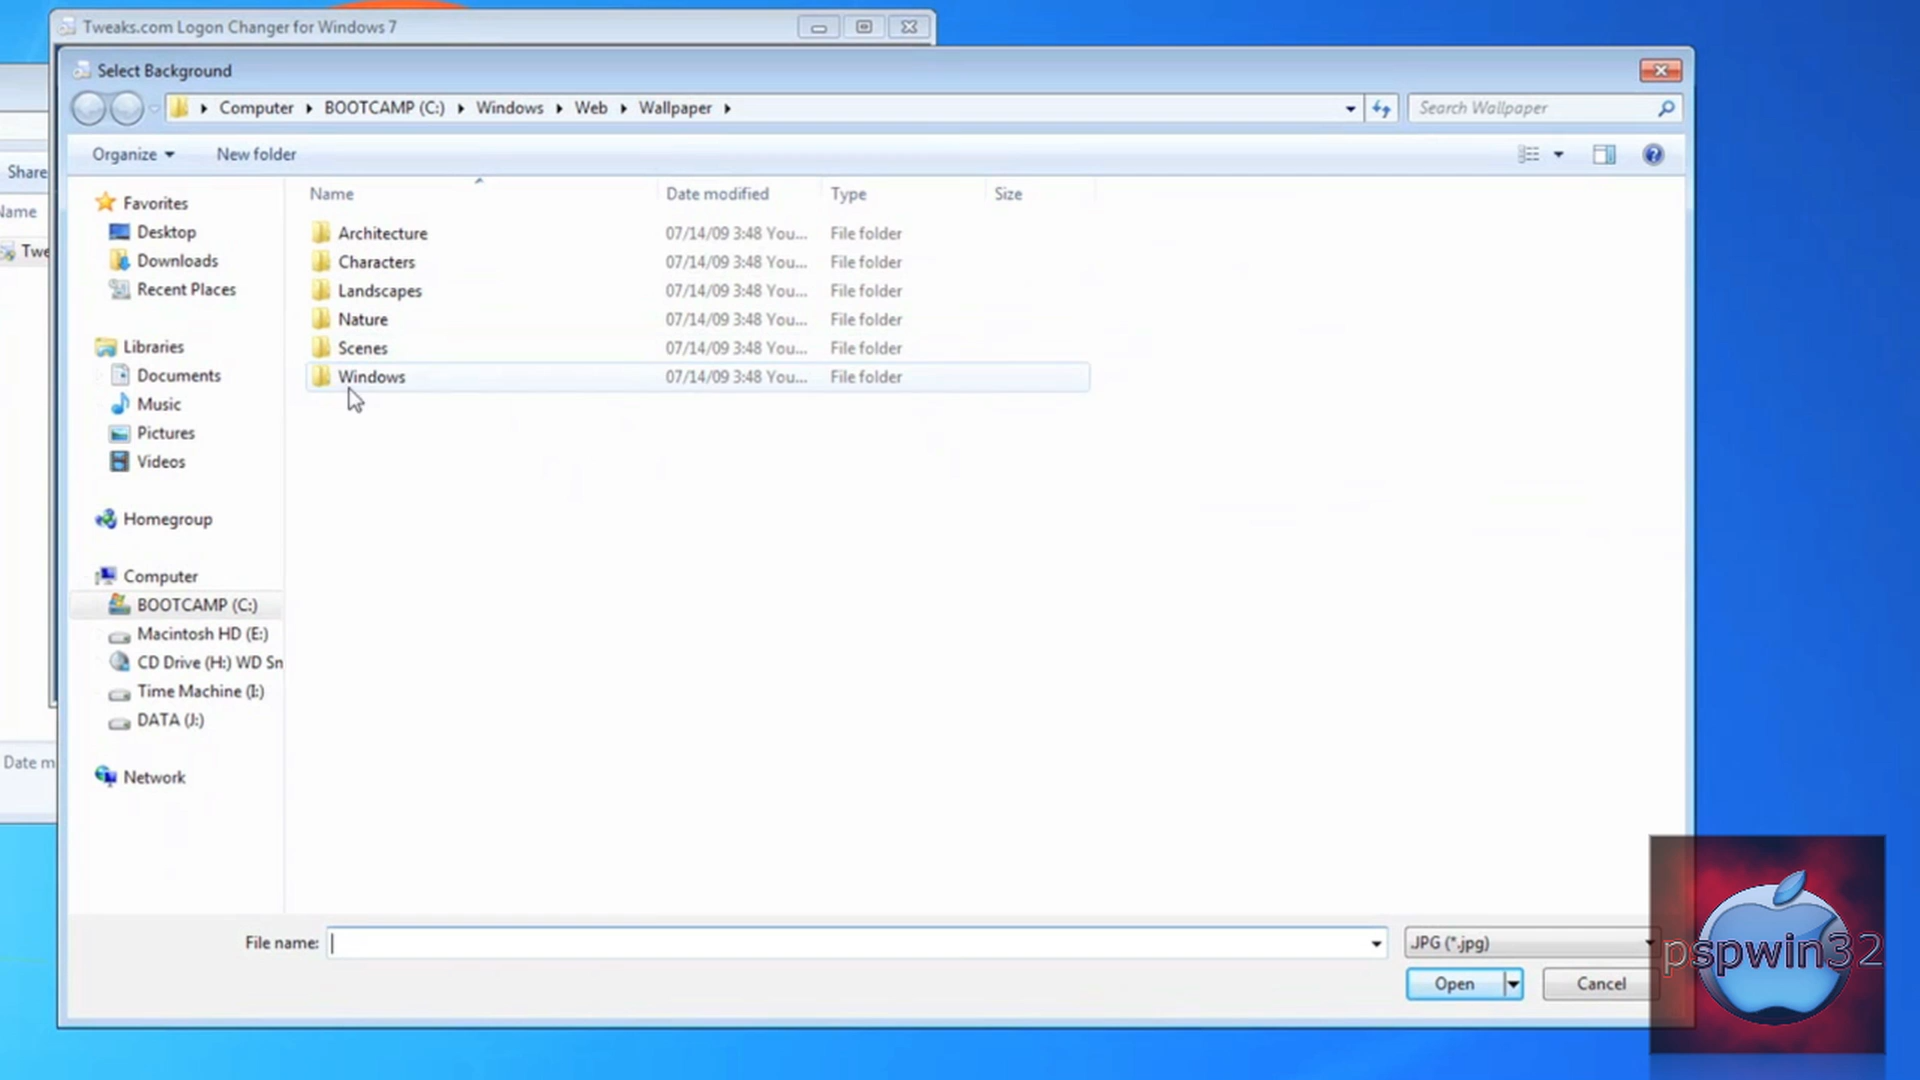 Tweaks.com Logon Changer for Windows 7
Select Background
Computer BOOTCAMP (C:) Windows Web Wallpaper
Search Wallpaper
Organize New folder
Share
Name Date modified Type Size
Name
Twe
Favorites
Desktop
Downloads
Recent Places
Libraries
Documents
Music
Pictures
Videos
Homegroup
Computer
BOOTCAMP (C:)
Macintosh HD (E:)
CD Drive (H:) WD Sn
Time Machine (I:)
DATA (J:)
Network
Architecture 07/14/09 3:48 You... File folder
Characters 07/14/09 3:48 You... File folder
Landscapes 07/14/09 3:48 You... File folder
Nature 07/14/09 3:48 You... File folder
Scenes 07/14/09 3:48 You... File folder
Windows 07/14/09 3:48 You... File folder
Date m
File name:
JPG (*.jpg)
Open Cancel
pspwin32